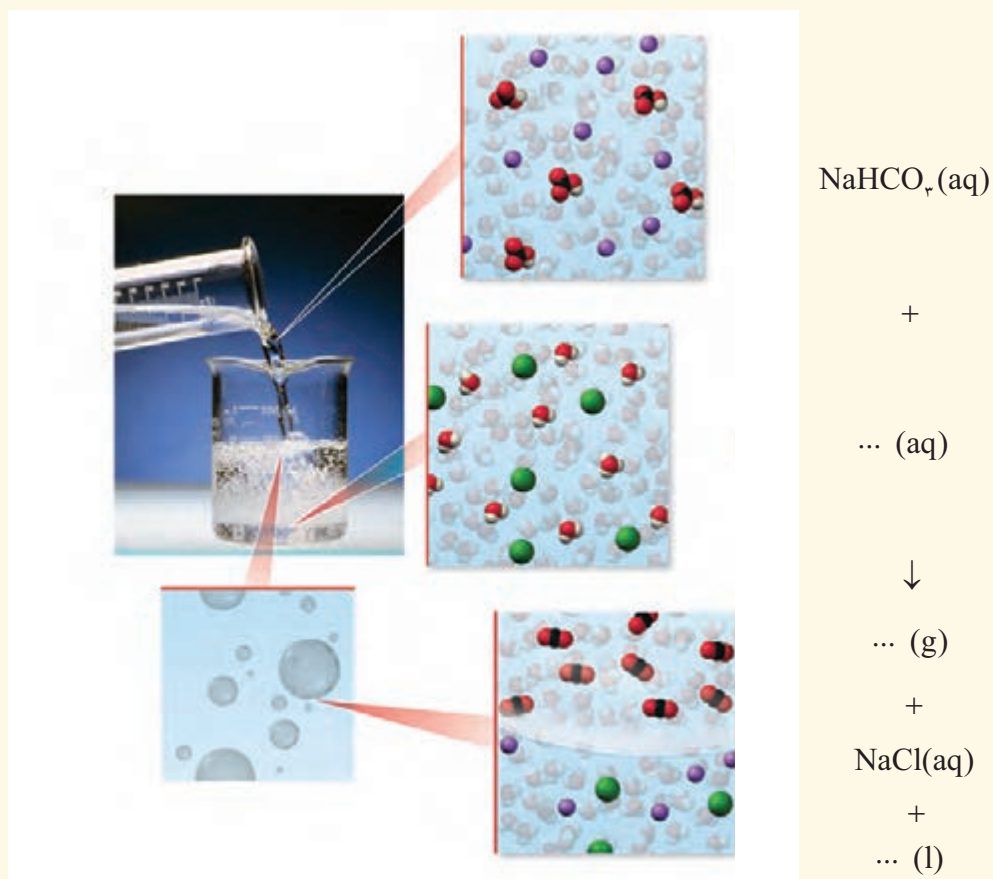 NaHCO۳(aq)
+
... (aq)
↓
... (g)
+
NaCl(aq)
+
... (l)